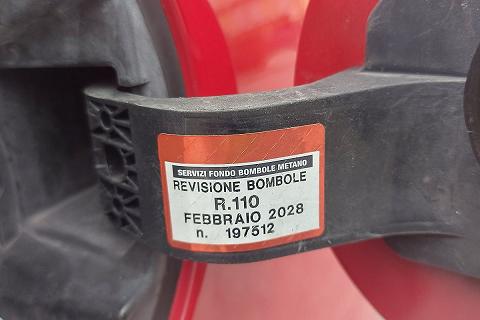 SERVIZI FONDO BOMBOLE METANO
REVISIONE BOMBOLE
R.110
FEBBRAIO 2028
n. 197512